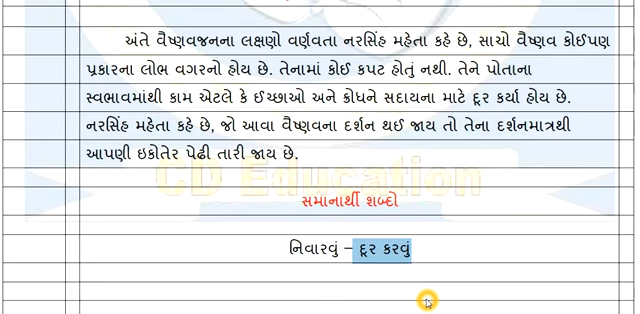 અંતે વૈષ્ણવજનના લક્ષણો વર્ણવતા નરસિંહ મહેતા કહે છે, સાચો વૈષ્ણવ કોઈપણ
પ્રકારના લોભ વગરનો હોય છે. તેનામાં કોઈ કપટ હોતું નથી. તેને પોતાના
સ્વભાવમાંથી કામ એટલે કે ઈચ્છાઓ અને ક્રોધને સદાયના માટે દૂર કર્યા હોય છે.
નરસિંહ મહેતા કહે છે, જો આવા વૈષ્ણવના દર્શન થઈ જાય તો તેના દર્શનમાત્રથી
આપણી ઇકોતેર પેઢી તારી જાય છે.
CD Education
સમાનાર્થી શબ્દો
નિવારવું – દૂર કરવું